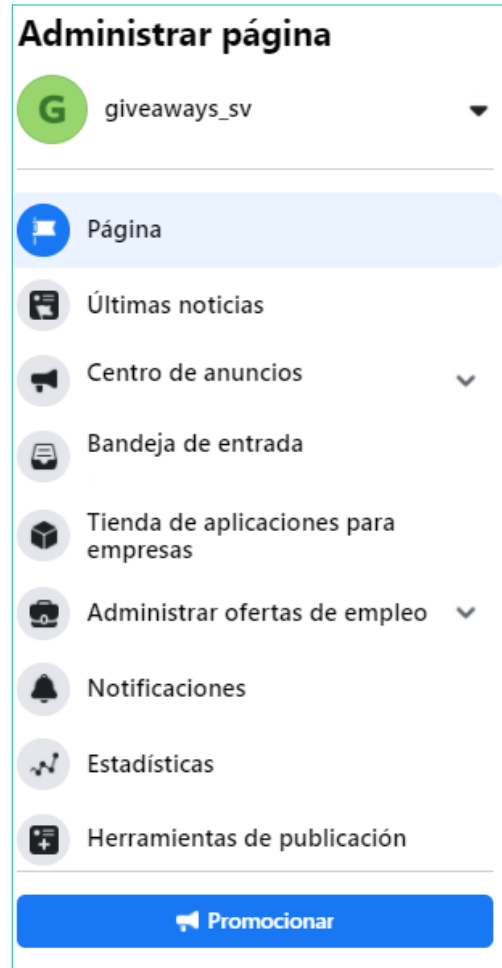 Administrar página
G
giveaways_sv
Página
Últimas noticias
Centro de anuncios
Bandeja de entrada
Tienda de aplicaciones para
empresas
Administrar ofertas de empleo
Notificaciones
Estadísticas
Herramientas de publicación
Promocionar